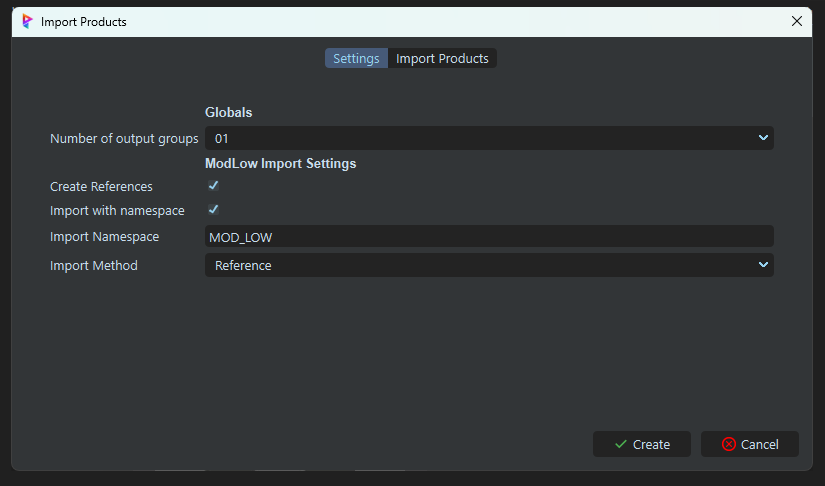 Import Products
Settings Import Products
Globals
Number of output groups 01
ModLow Import Settings
Create References
Import with namespace
Import Namespace MOD_LOW
Import Method Reference
Create Cancel